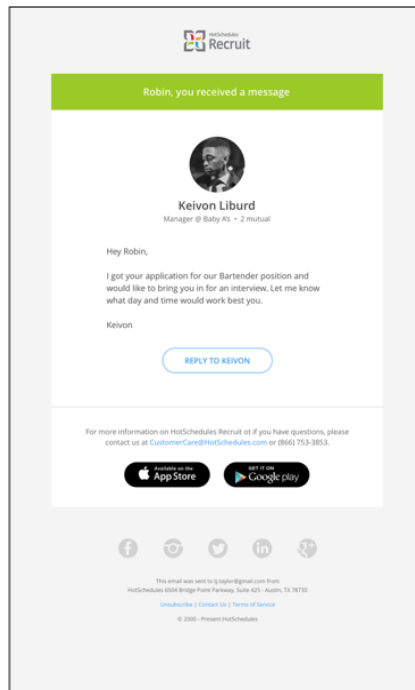 HotSchedules
Recruit
Robin, you received a message
Keivon Liburd
Manager @ Baby A's • 2 mutual
Hey Robin,
I got your application for our Bartender position and
would like to bring you in for an interview. Let me know
what day and time would work best you.
Keivon
REPLY TO KEIVON
For more information on HotSchedules Recruit ot if you have questions, please
contact us at CustomerCare@HotSchedules.com or (866) 753-3853.
Available on the
App Store
GET IT ON
Google play
This email was sent to tj.taylor@gmail.com from
HotSchedules 6504 Bridge Point Parkway, Suite 425 - Austin, TX 78730
Unsubscribe | Contact Us | Terms of Service
© 2000 - Present HotSchedules